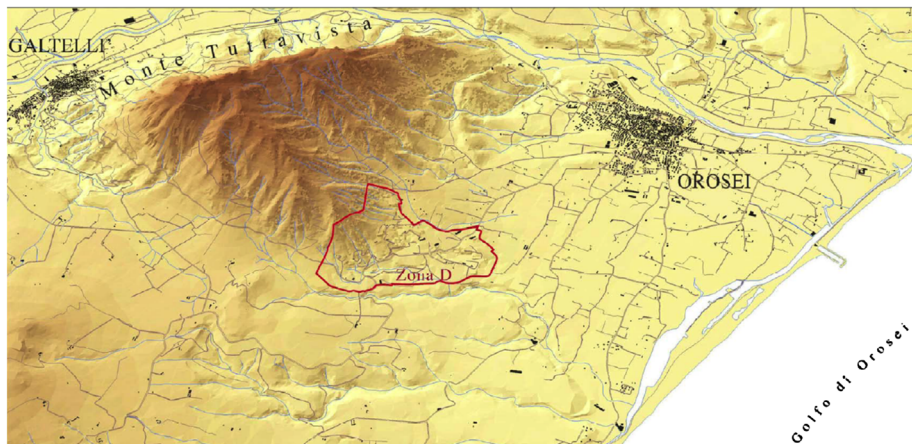 GALTELLI'
Monte Tuttavista
OROSEI
Zona D
Golfo di Orosei